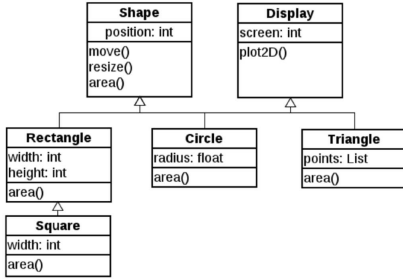 Shape
position: int
move()
resize()
area()
Display
screen: int
plot2D()
Rectangle
width: int
height: int
area()
Circle
radius: float
area()
Triangle
points: List
area()
Square
width: int
area()